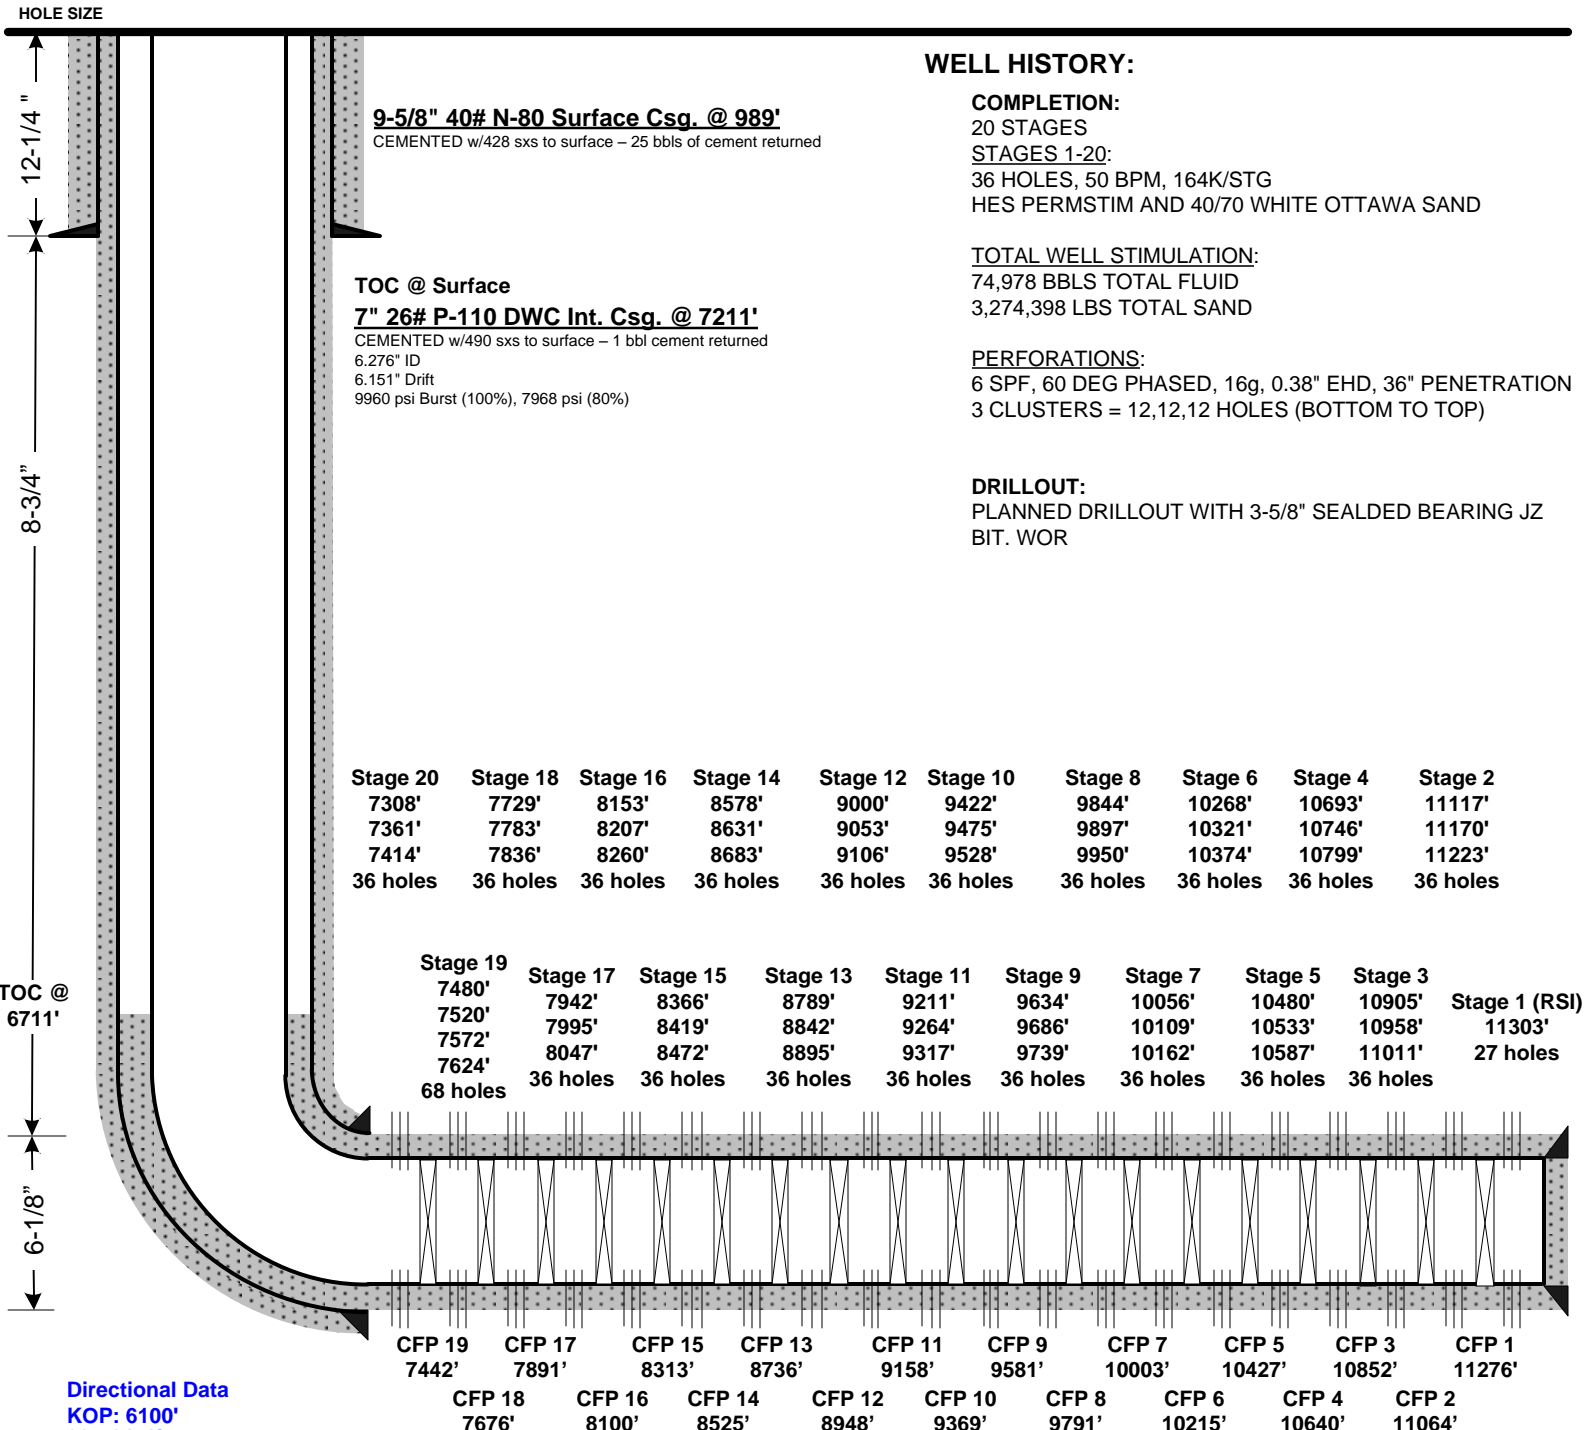 HOLE SIZE
12-1/4 "
8-3/4”
6-1/8”
9-5/8" 40# N-80 Surface Csg. @ 989'
CEMENTED w/428 sxs to surface – 25 bbls of cement returned
TOC @ Surface
7" 26# P-110 DWC Int. Csg. @ 7211'
CEMENTED w/490 sxs to surface – 1 bbl cement returned
6.276" ID
6.151" Drift
9960 psi Burst (100%), 7968 psi (80%)
WELL HISTORY:
COMPLETION:
20 STAGES
STAGES 1-20:
36 HOLES, 50 BPM, 164K/STG
HES PERMSTIM AND 40/70 WHITE OTTAWA SAND
TOTAL WELL STIMULATION:
74,978 BBLS TOTAL FLUID
3,274,398 LBS TOTAL SAND
PERFORATIONS:
6 SPF, 60 DEG PHASED, 16g, 0.38" EHD, 36" PENETRATION
3 CLUSTERS = 12,12,12 HOLES (BOTTOM TO TOP)
DRILLOUT:
PLANNED DRILLOUT WITH 3-5/8" SEALDED BEARING JZ
BIT. WOR
Stage 20 Stage 18 Stage 16 Stage 14 Stage 12 Stage 10 Stage 8 Stage 6 Stage 4 Stage 2
7308' 7729' 8153' 8578' 9000' 9422' 9844' 10268' 10693' 11117'
7361' 7783' 8207' 8631' 9053' 9475' 9897' 10321' 10746' 11170'
7414' 7836' 8260' 8683' 9106' 9528' 9950' 10374' 10799' 11223'
36 holes 36 holes 36 holes 36 holes 36 holes 36 holes 36 holes 36 holes 36 holes 36 holes
TOC @
6711'
Stage 19
7480'
7520'
7572'
7624'
68 holes
Stage 17
7942'
7995'
8047'
36 holes
Stage 15
8366'
8419'
8472'
36 holes
Stage 13
8789'
8842'
8895'
36 holes
Stage 11
9211'
9264'
9317'
36 holes
Stage 9
9634'
9686'
9739'
36 holes
Stage 7
10056'
10109'
10162'
36 holes
Stage 5
10480'
10533'
10587'
36 holes
Stage 3
10905'
10958'
11011'
36 holes
Stage 1 (RSI)
11303'
27 holes
CFP 19 CFP 17 CFP 15 CFP 13 CFP 11 CFP 9 CFP 7 CFP 5 CFP 3 CFP 1
7442’ 7891’ 8313’ 8736’ 9158’ 9581’ 10003’ 10427’ 10852’ 11276'
CFP 18 CFP 16 CFP 14 CFP 12 CFP 10 CFP 8 CFP 6 CFP 4 CFP 2
7676' 8100’ 8525’ 8948’ 9369’ 9791’ 10215’ 10640’ 11064’
Directional Data
KOP: 6100'